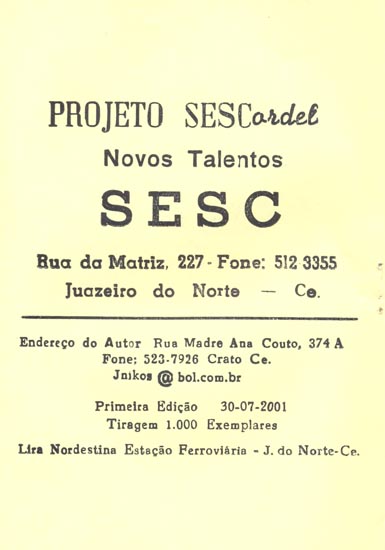 PROJETO SESCordel
Novos Talentos
SESC
Rua da Matriz, 227 - Fone: 512 3355
Juazeiro do Norte — Ce.
Endereço do Autor Rua Madre Ana Couto, 374 A
Fone: 523-7926 Crato Ce.
Jnikos @ bol.com.br
Primeira Edição 30-07-2001
Tiragem 1.000 Exemplares
Lira Nordestina Estação Ferroviária - J. do Norte-Ce.